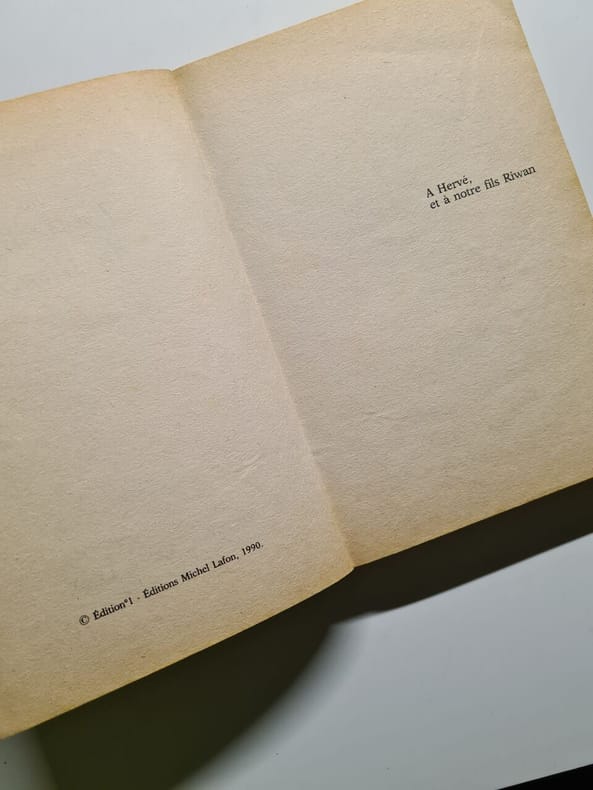 © Édition°1 - Éditions Michel Lafon, 1990.
A Hervé,
et à notre fils Riwan